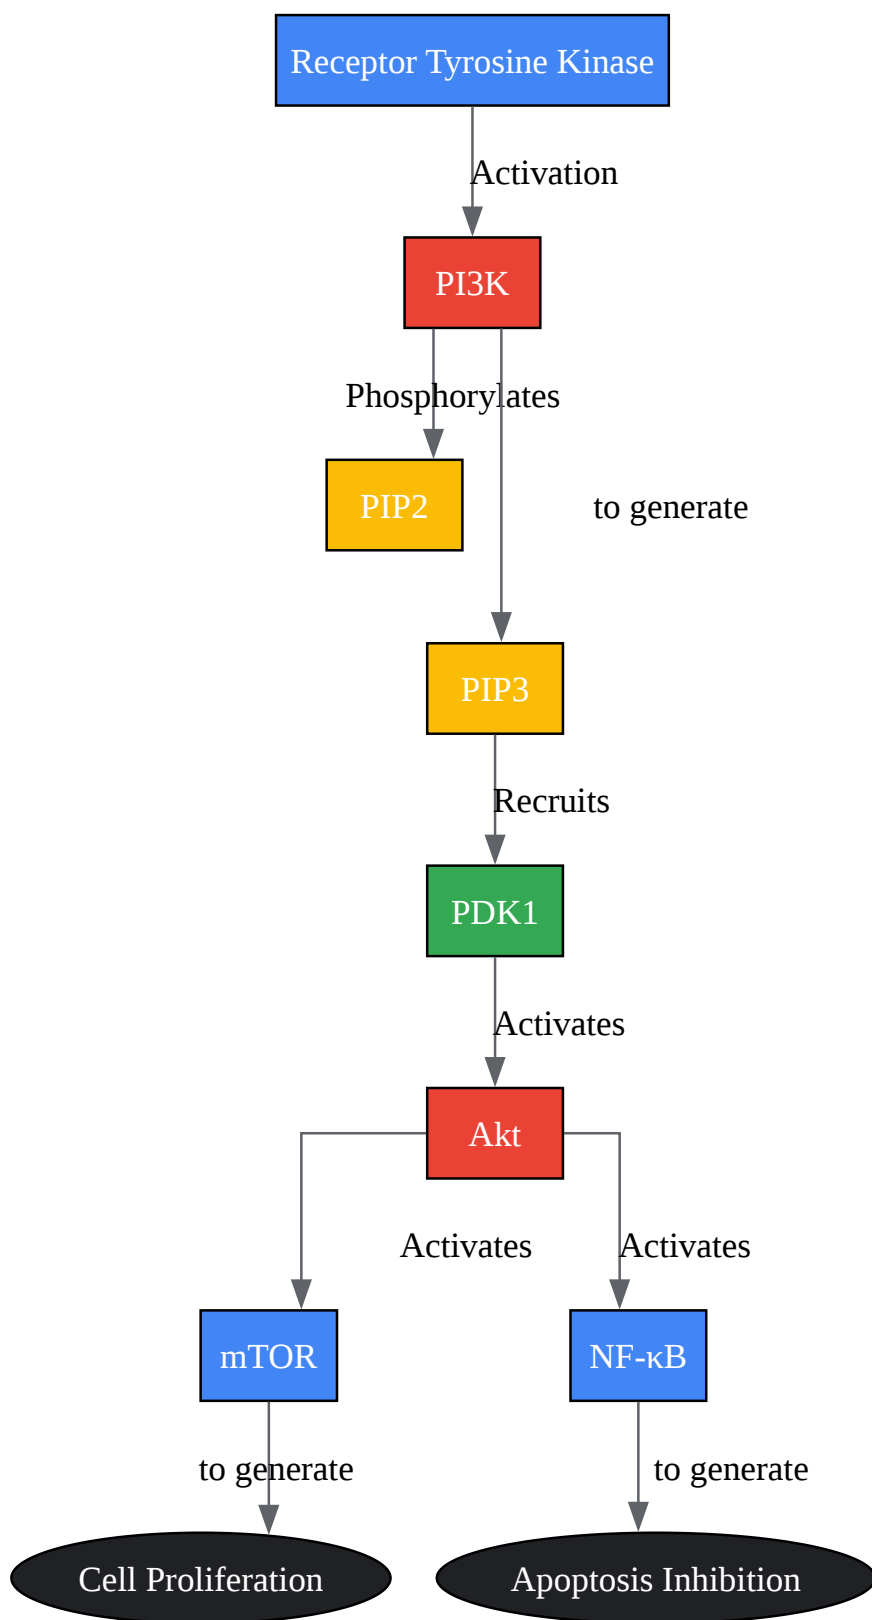 Receptor Tyrosine Kinase
Activation
PI3K
Phosphorylates
PIP2
to generate
PIP3
Recruits
PDK1
Activates
Akt
Activates
Activates
mTOR
NF-κB
to generate
to generate
Cell Proliferation
Apoptosis Inhibition